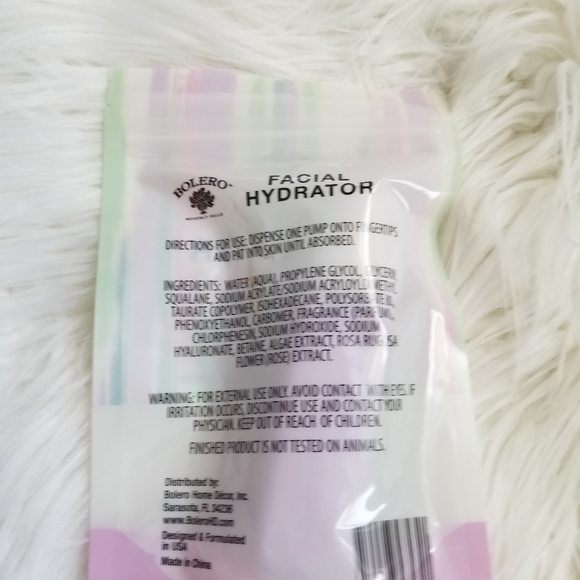 BOLERO™
BEVERLY HILLS
FACIAL
HYDRATOR
DIRECTIONS FOR USE: DISPENSE ONE PUMP ONTO FINGERTIPS
AND PAT INTO SKIN UNTIL ABSORBED.
INGREDIENTS: WATER (AQUA), PROPYLENE GLYCOL, GLYCERIN,
SQUALANE, SODIUM ACRYLATE/SODIUM ACRYLOYLDIMETHYL
TAURATE COPOLYMER, ISOHEXADECANE, POLYSORBATE 80,
PHENOXYETHANOL, CARBOMER, FRAGRANCE (PARFUM),
CHLORPHENESIN, SODIUM HYDROXIDE, SODIUM
HYALURONATE, BETAINE, ALGAE EXTRACT, ROSA RUGOSA
FLOWER (ROSE) EXTRACT.
WARNING: FOR EXTERNAL USE ONLY. AVOID CONTACT WITH EYES. IF
IRRITATION OCCURS, DISCONTINUE USE AND CONTACT YOUR
PHYSICIAN. KEEP OUT OF REACH OF CHILDREN.
FINISHED PRODUCT IS NOT TESTED ON ANIMALS.
Distributed by:
Bolero Home Décor, Inc.
Sarasota, FL 34236
www.BoleroHD.com
Designed & Formulated
in USA
Made in China